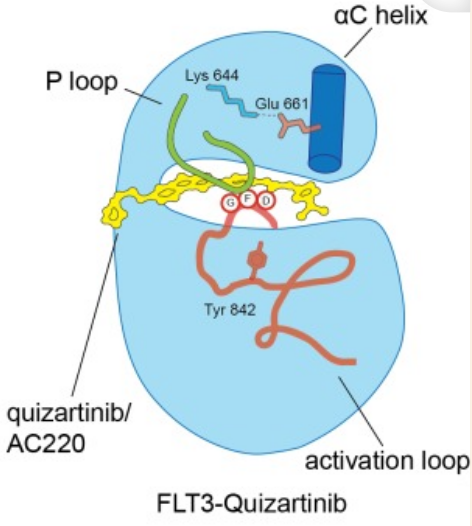 αC helix
P loop
Lys 644
Glu 661
G F D
Tyr 842
quizartinib/
AC220
activation loop
FLT3-Quizartinib